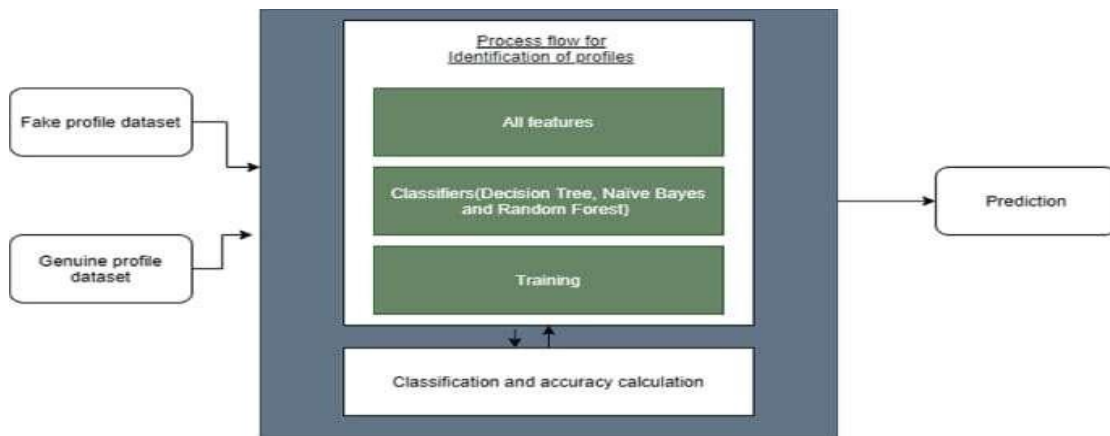 Process flow for
Identification of profiles
Fake profile dataset
All features
Classifiers(Decision Tree, Naïve Bayes
and Random Forest)
Prediction
Genuine profile
dataset
Training
Classification and accuracy calculation